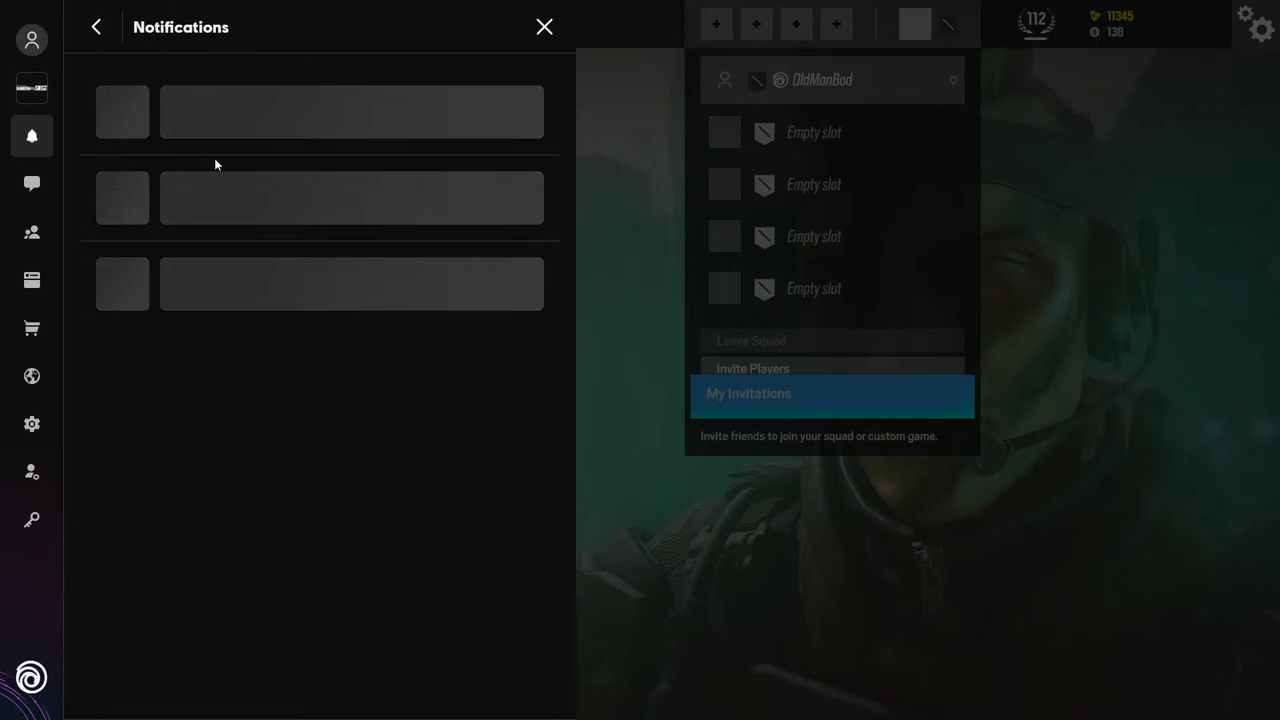 Notifications
112
11345
138
OldManBod
Empty slot
Empty slot
Empty slot
Empty slot
Leave Squad
Invite Players
My Invitations
Invite friends to join your squad or custom game.